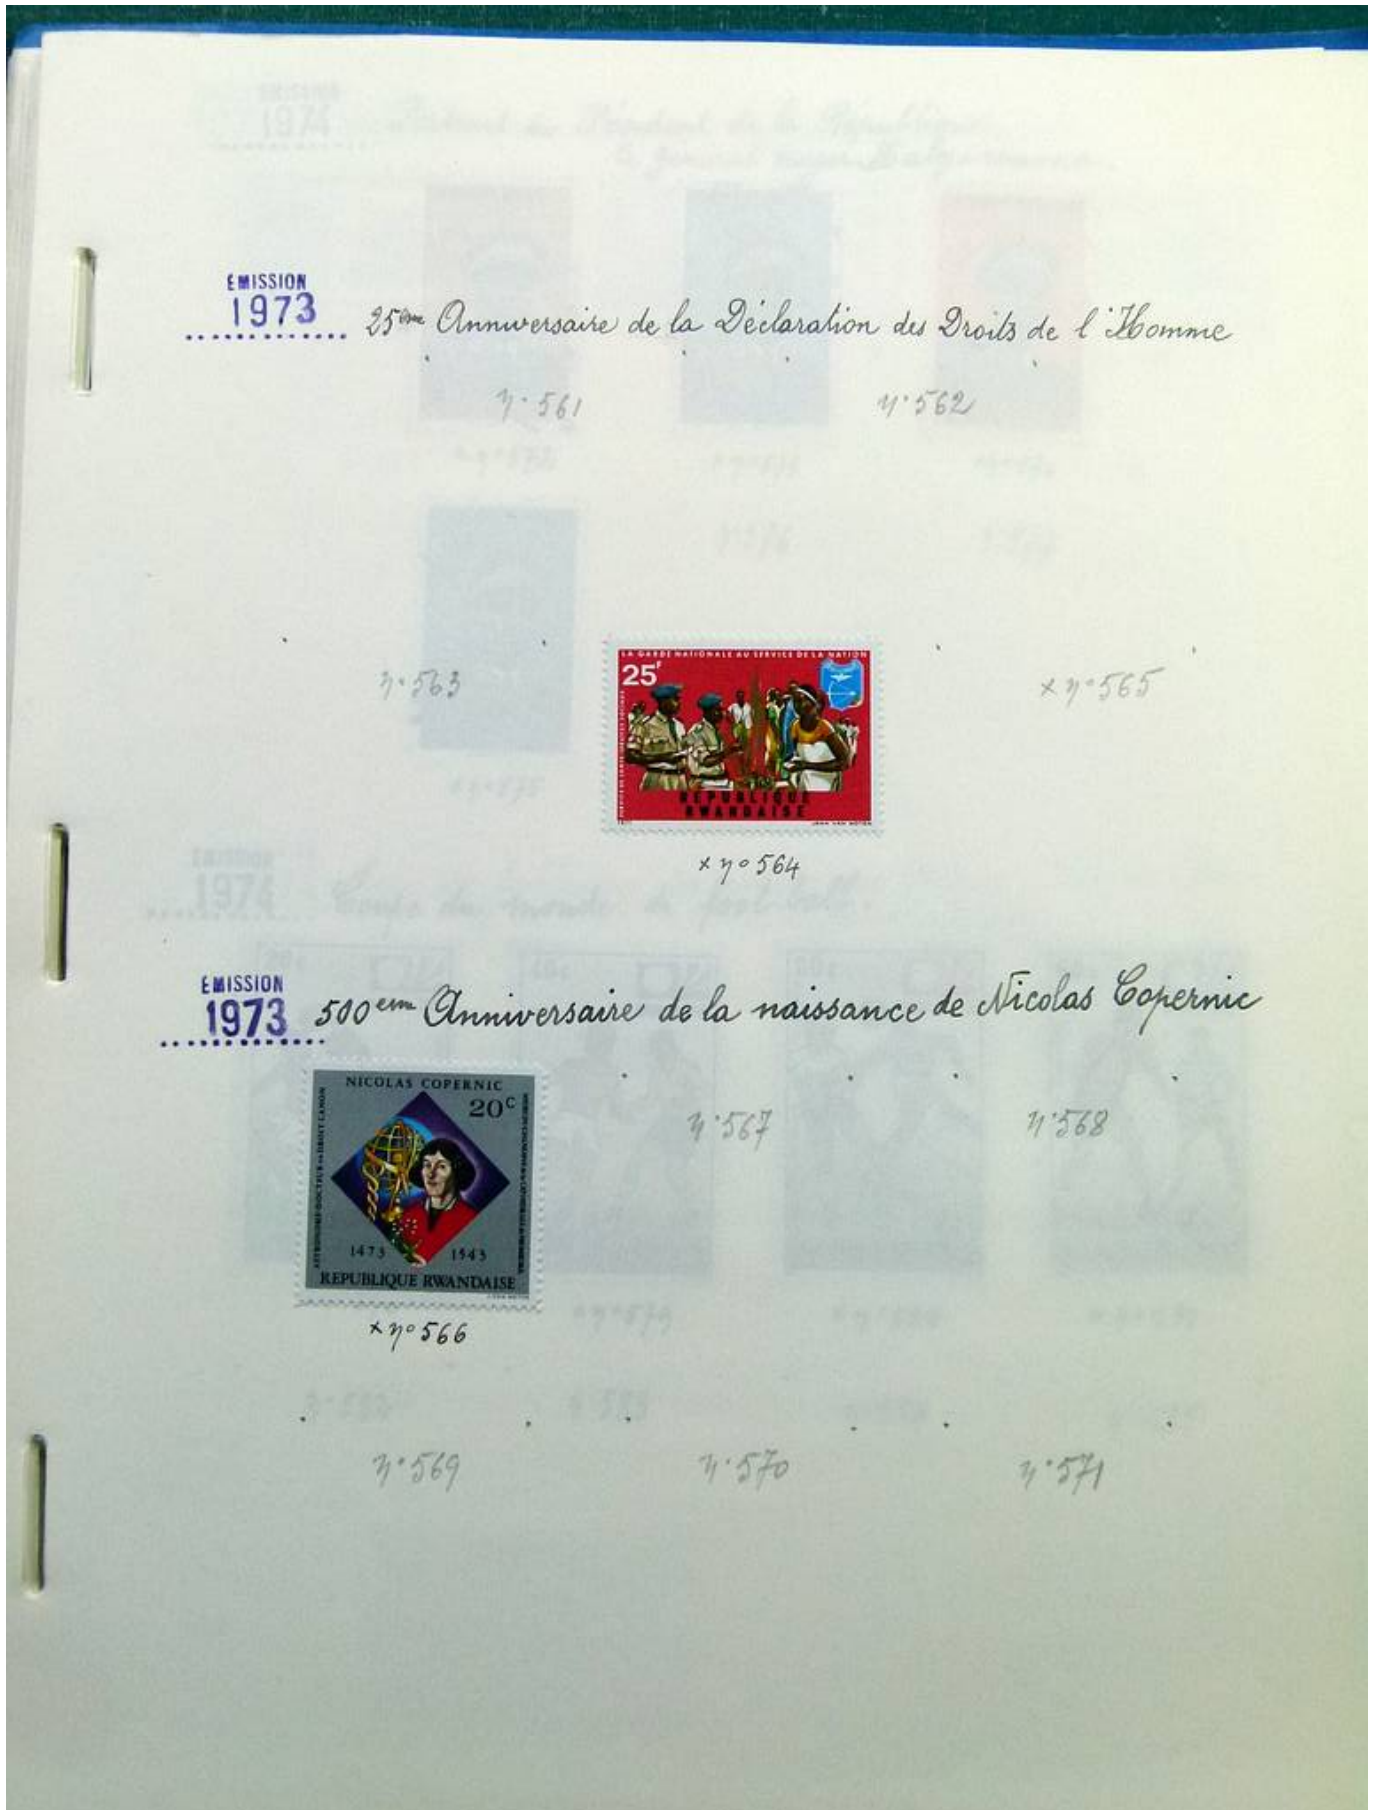 EMISSION
1973
25ème Anniversaire de la Déclaration des Droits de l'Homme
n°561
n°562
n°563
LA GARDE NATIONALE AU SERVICE DE LA NATION
25F
REPUBLIQUE
RWANDAISE
x n°565
x n°564
EMISSION
1973
500eme Anniversaire de la naissance de Nicolas Copernic
NICOLAS COPERNIC
20C
1473 1543
REPUBLIQUE RWANDAISE
n°567
n°568
x n°566
n°569
n°570
n°571